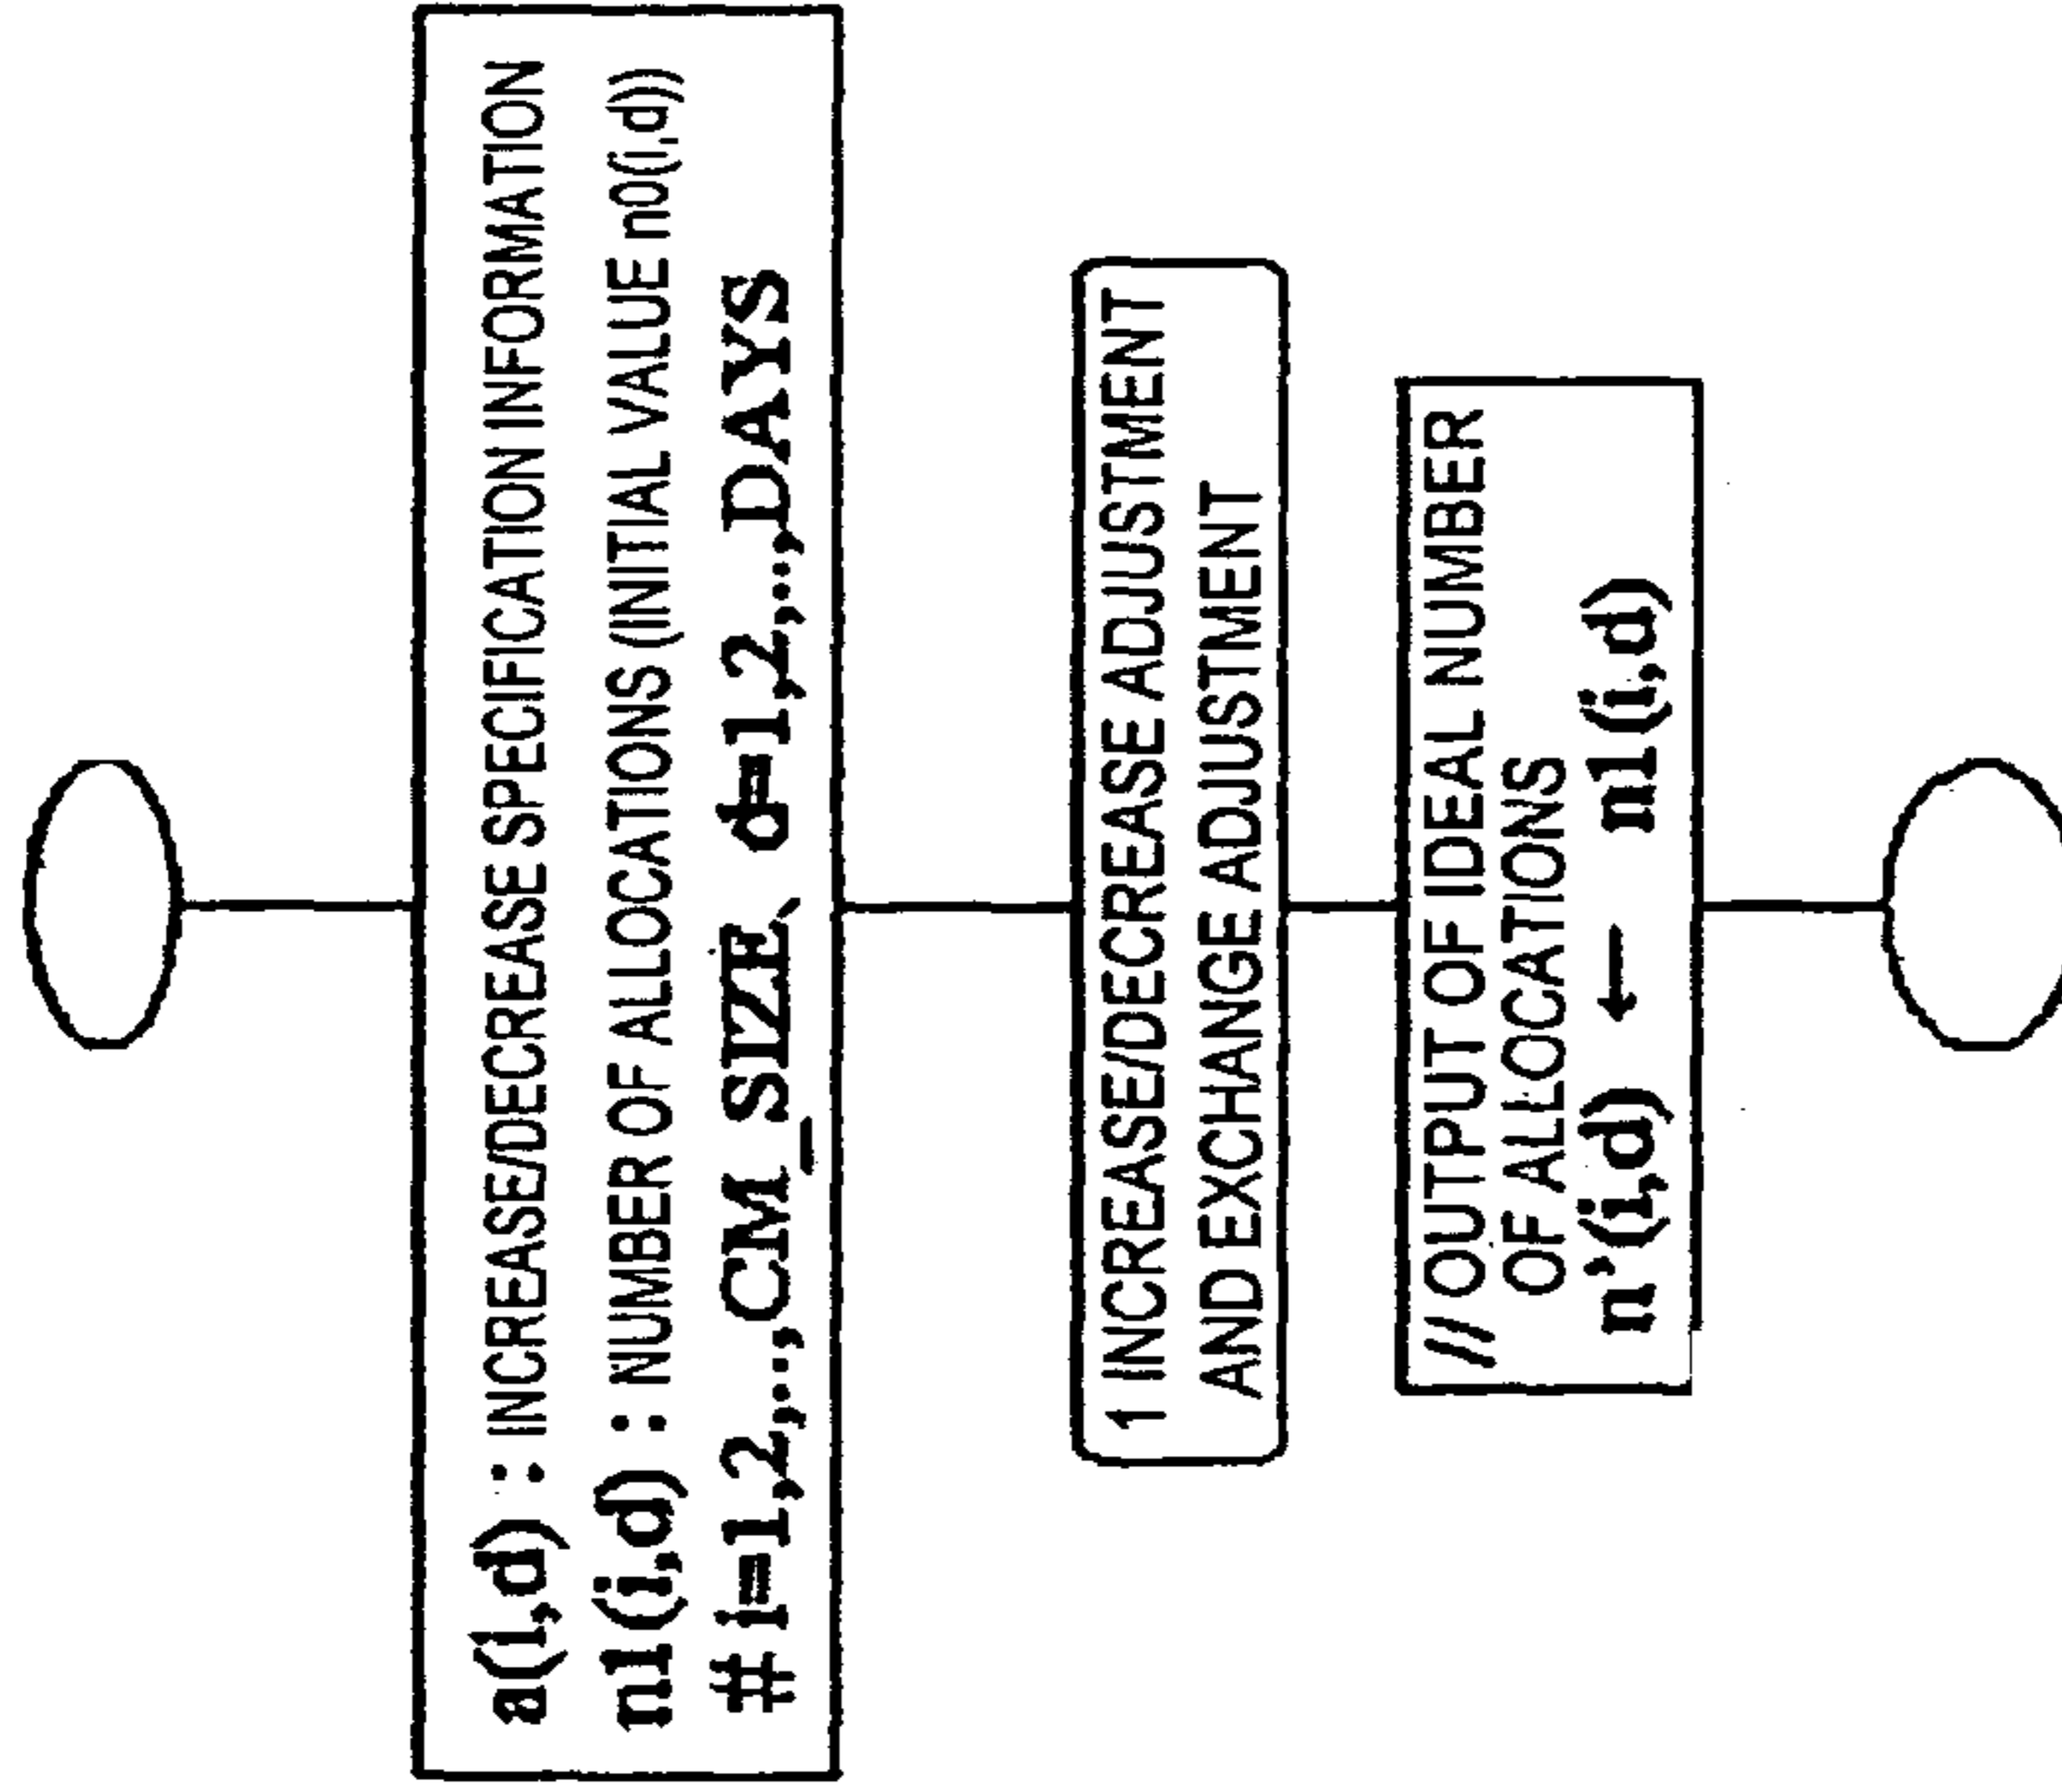 a(i,d) : INCREASE/DECREASE SPECIFICATION INFORMATION
n1(i,d) : NUMBER OF ALLOCATIONS (INITIAL VALUE n0(i,d))
# i=1,2,..., CM_SIZE、 d=1,2,...,DAYS
1 INCREASE/DECREASE ADJUSTMENT
AND EXCHANGE ADJUSTMENT
// OUTPUT OF IDEAL NUMBER
OF ALLOCATIONS
n'(i,d) ← n1(i,d)